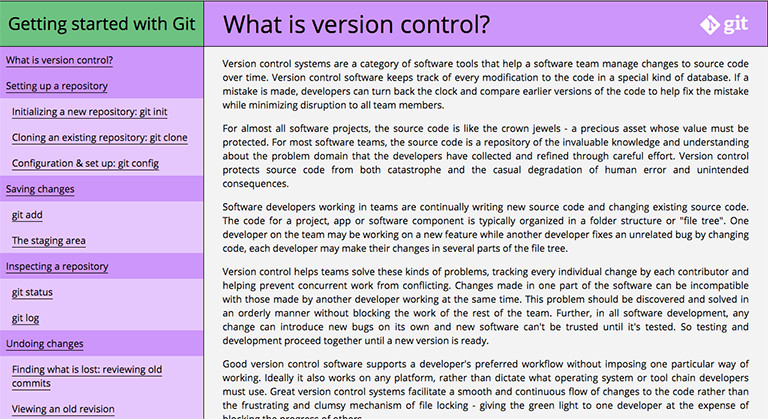 Getting started with Git
What is version control?
git
What is version control?
Setting up a repository
Initializing a new repository: git init
Cloning an existing repository: git clone
Configuration & set up: git config
Saving changes
git add
The staging area
Inspecting a repository
git status
git log
Undoing changes
Finding what is lost: reviewing old
commits
Viewing an old revision
Version control systems are a category of software tools that help a software team manage changes to source code
over time. Version control software keeps track of every modification to the code in a special kind of database. If a
mistake is made, developers can turn back the clock and compare earlier versions of the code to help fix the mistake
while minimizing disruption to all team members.
For almost all software projects, the source code is like the crown jewels - a precious asset whose value must be
protected. For most software teams, the source code is a repository of the invaluable knowledge and understanding
about the problem domain that the developers have collected and refined through careful effort. Version control
protects source code from both catastrophe and the casual degradation of human error and unintended
consequences.
Software developers working in teams are continually writing new source code and changing existing source code.
The code for a project, app or software component is typically organized in a folder structure or "file tree". One
developer on the team may be working on a new feature while another developer fixes an unrelated bug by changing
code, each developer may make their changes in several parts of the file tree.
Version control helps teams solve these kinds of problems, tracking every individual change by each contributor and
helping prevent concurrent work from conflicting. Changes made in one part of the software can be incompatible
with those made by another developer working at the same time. This problem should be discovered and solved in
an orderly manner without blocking the work of the rest of the team. Further, in all software development, any
change can introduce new bugs on its own and new software can't be trusted until it's tested. So testing and
development proceed together until a new version is ready.
Good version control software supports a developer's preferred workflow without imposing one particular way of
working. Ideally it also works on any platform, rather than dictate what operating system or tool chain developers
must use. Great version control systems facilitate a smooth and continuous flow of changes to the code rather than
the frustrating and clumsy mechanism of file locking - giving the green light to one developer at the expense of
blocking the progress of others.